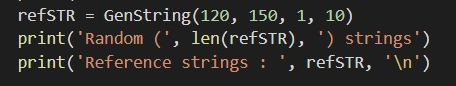 refSTR = GenString(120, 150, 1, 10)
print('Random (', len(refSTR), ') strings')
print('Reference strings : ', refSTR, '\n')